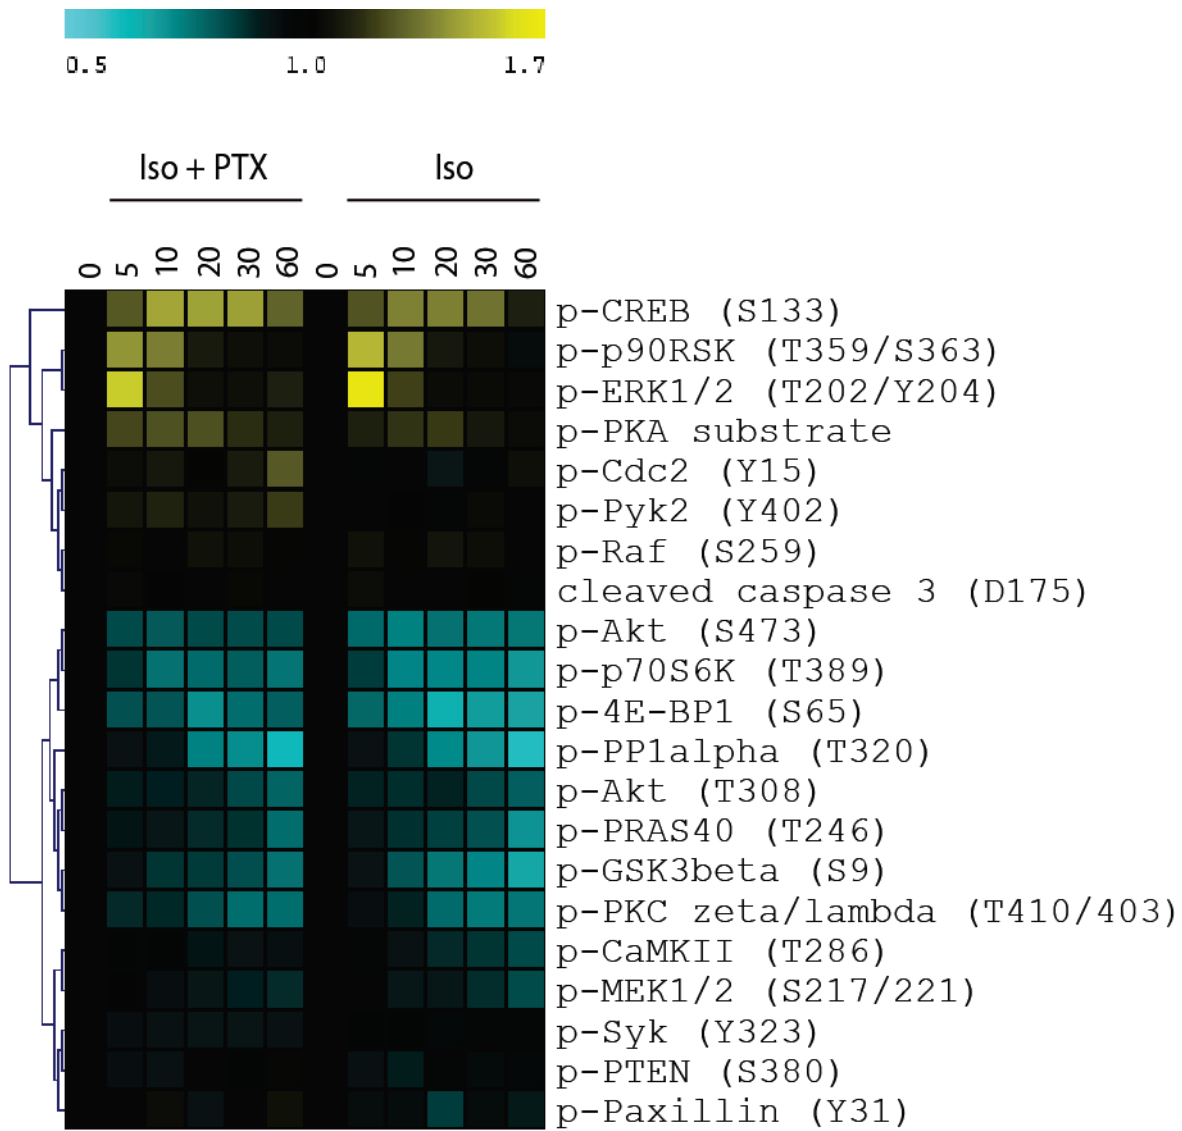 0.5 1.0 1.7
Iso + PTX Iso
0 5 10 20 30 60 0 5 10 20 30 60
p-CREB (S133)
p-p90RSK (T359/S363)
p-ERK1/2 (T202/Y204)
p-PKA substrate
p-Cdc2 (Y15)
p-Pyk2 (Y402)
p-Raf (S259)
cleaved caspase 3 (D175)
p-Akt (S473)
p-p70S6K (T389)
p-4E-BP1 (S65)
p-PP1alpha (T320)
p-Akt (T308)
p-PRAS40 (T246)
p-GSK3beta (S9)
p-PKC zeta/lambda (T410/403)
p-CaMKII (T286)
p-MEK1/2 (S217/221)
p-Syk (Y323)
p-PTEN (S380)
p-Paxillin (Y31)